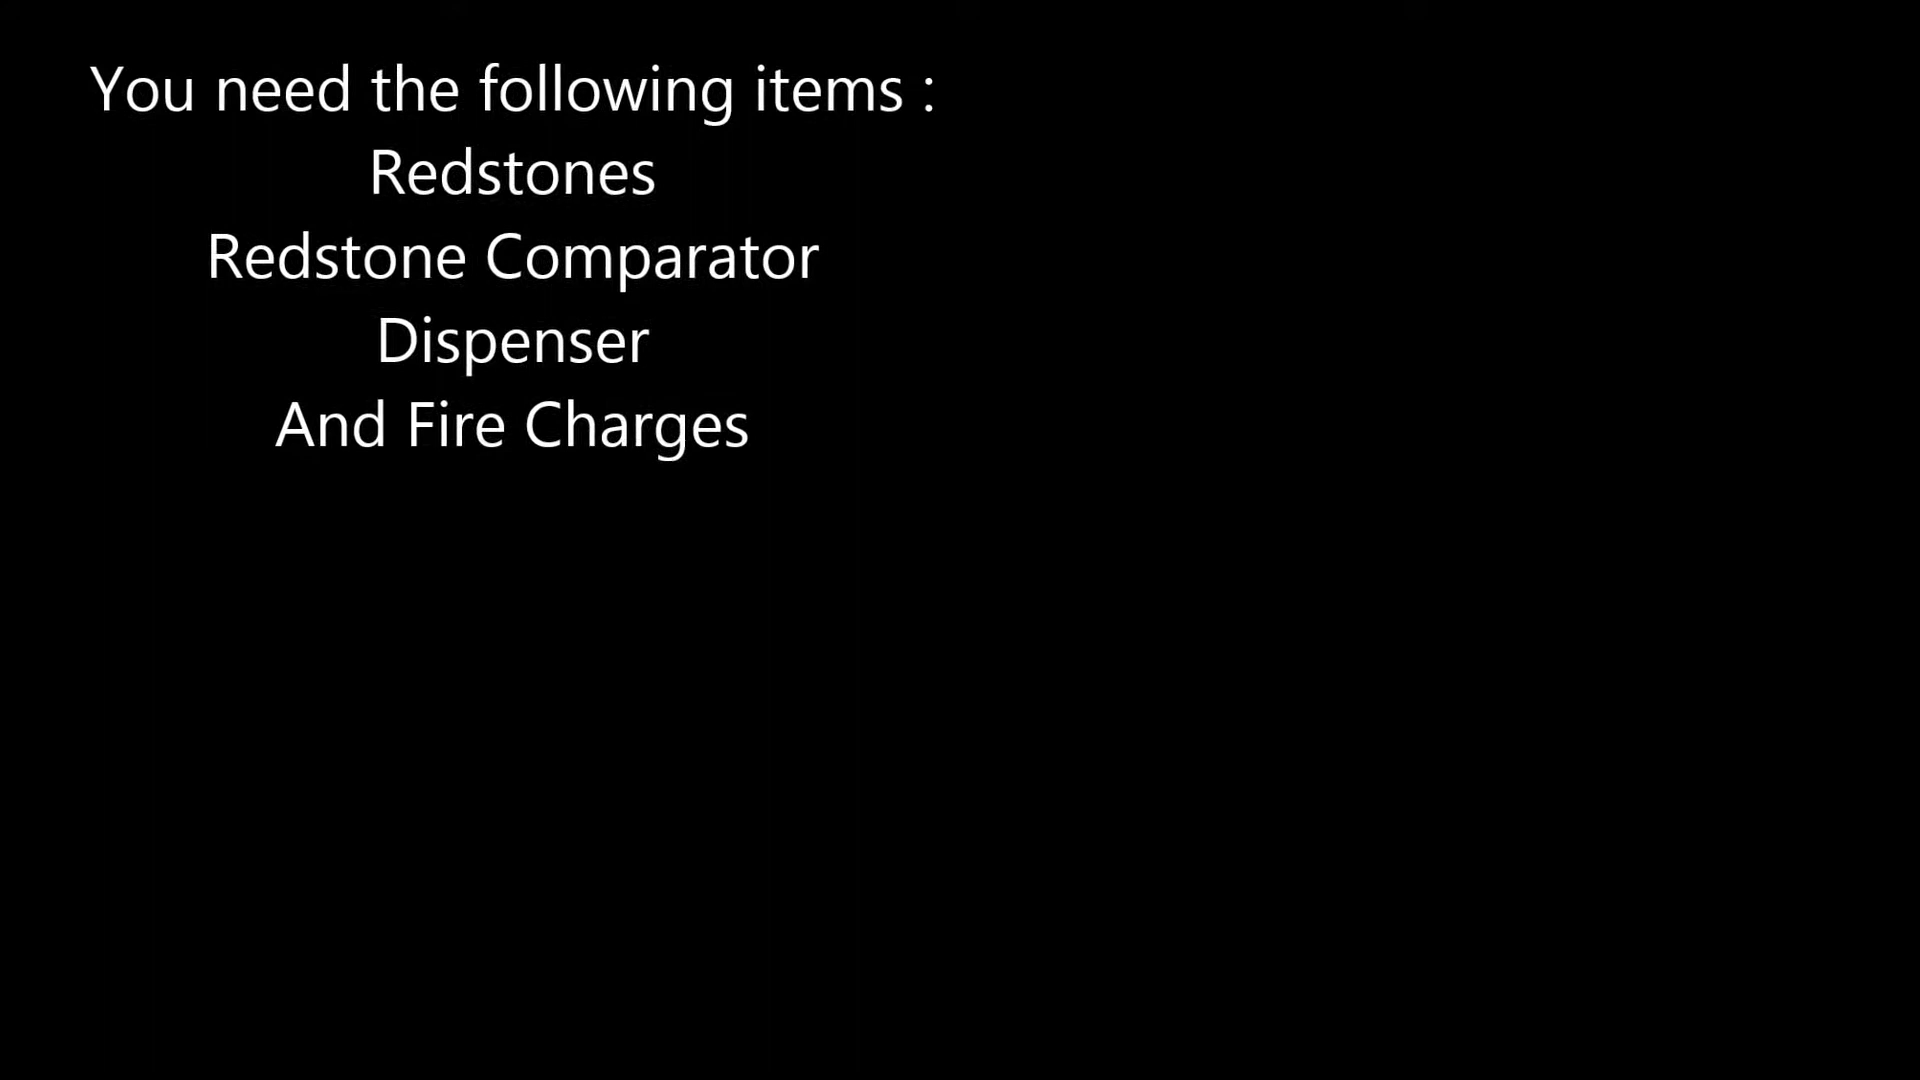 You need the following items :
Redstones
Redstone Comparator
Dispenser
And Fire Charges